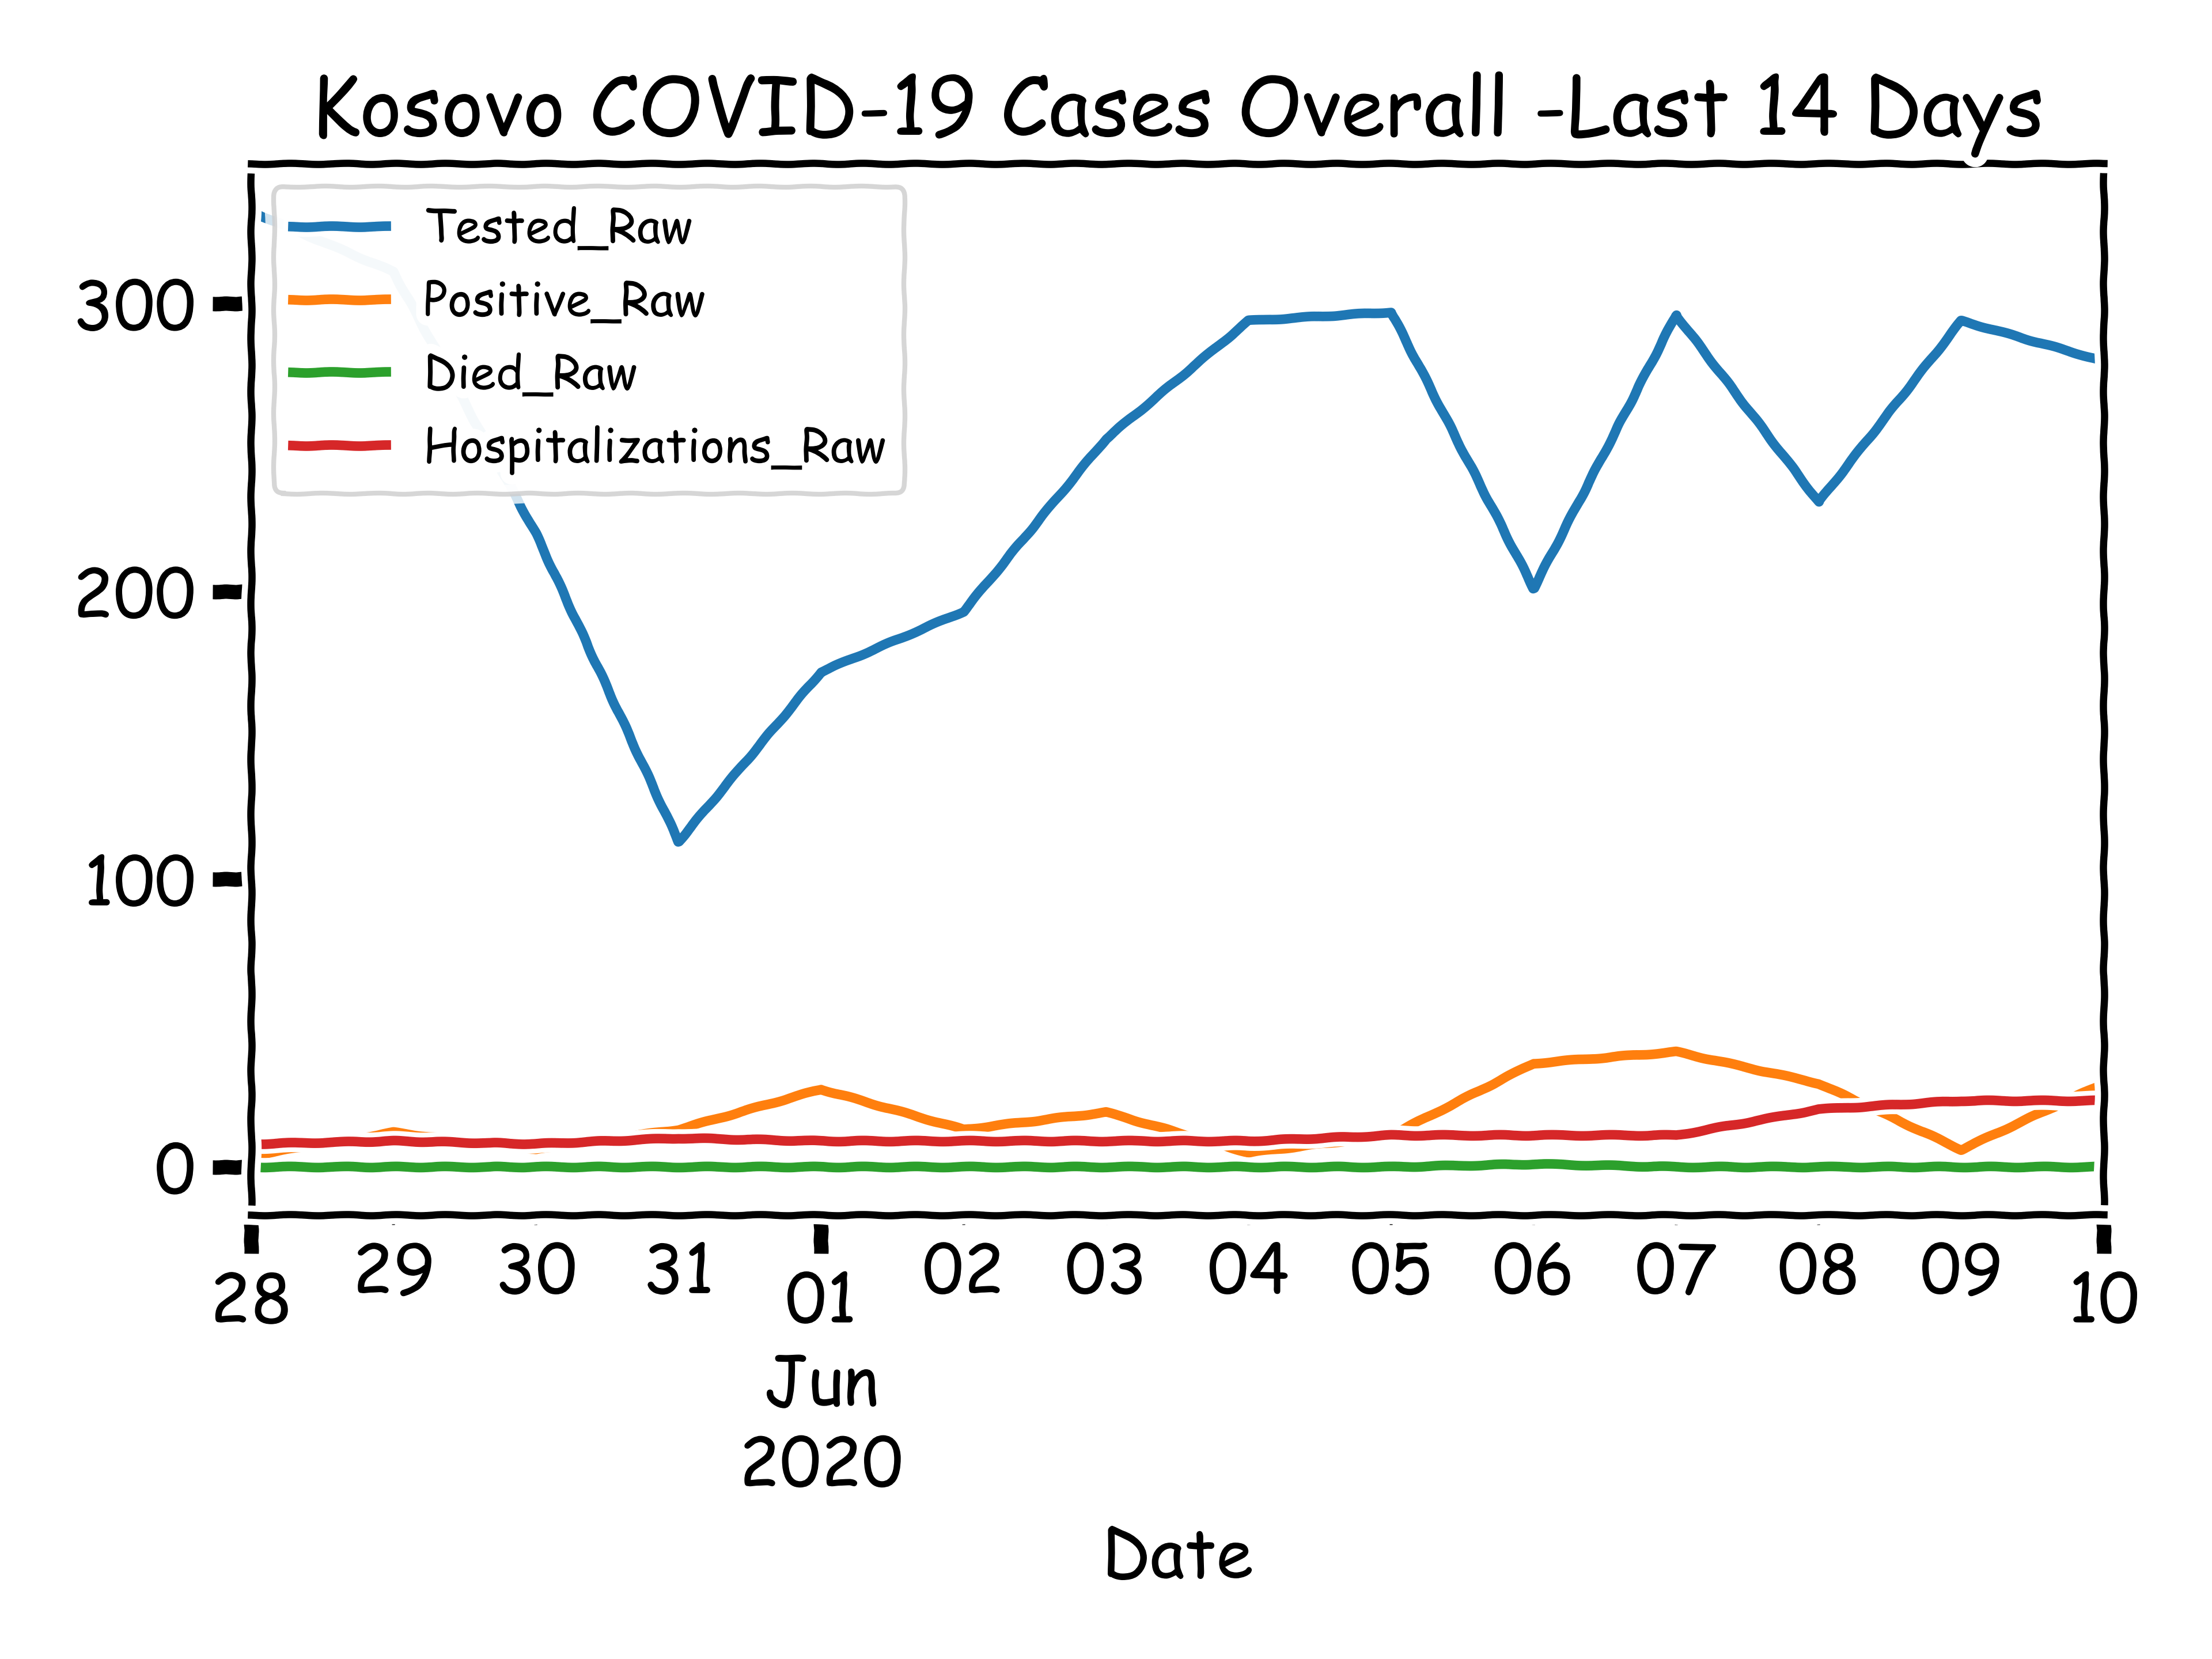 Kosovo COVID-19 Cases Overall -Last 14 Days
Tested_Raw
Positive_Raw
Died_Raw
Hospitalizations_Raw
300
200
100
0
28 29 30 31 01 02 03 04 05 06 07 08 09 10
Jun
2020
Date